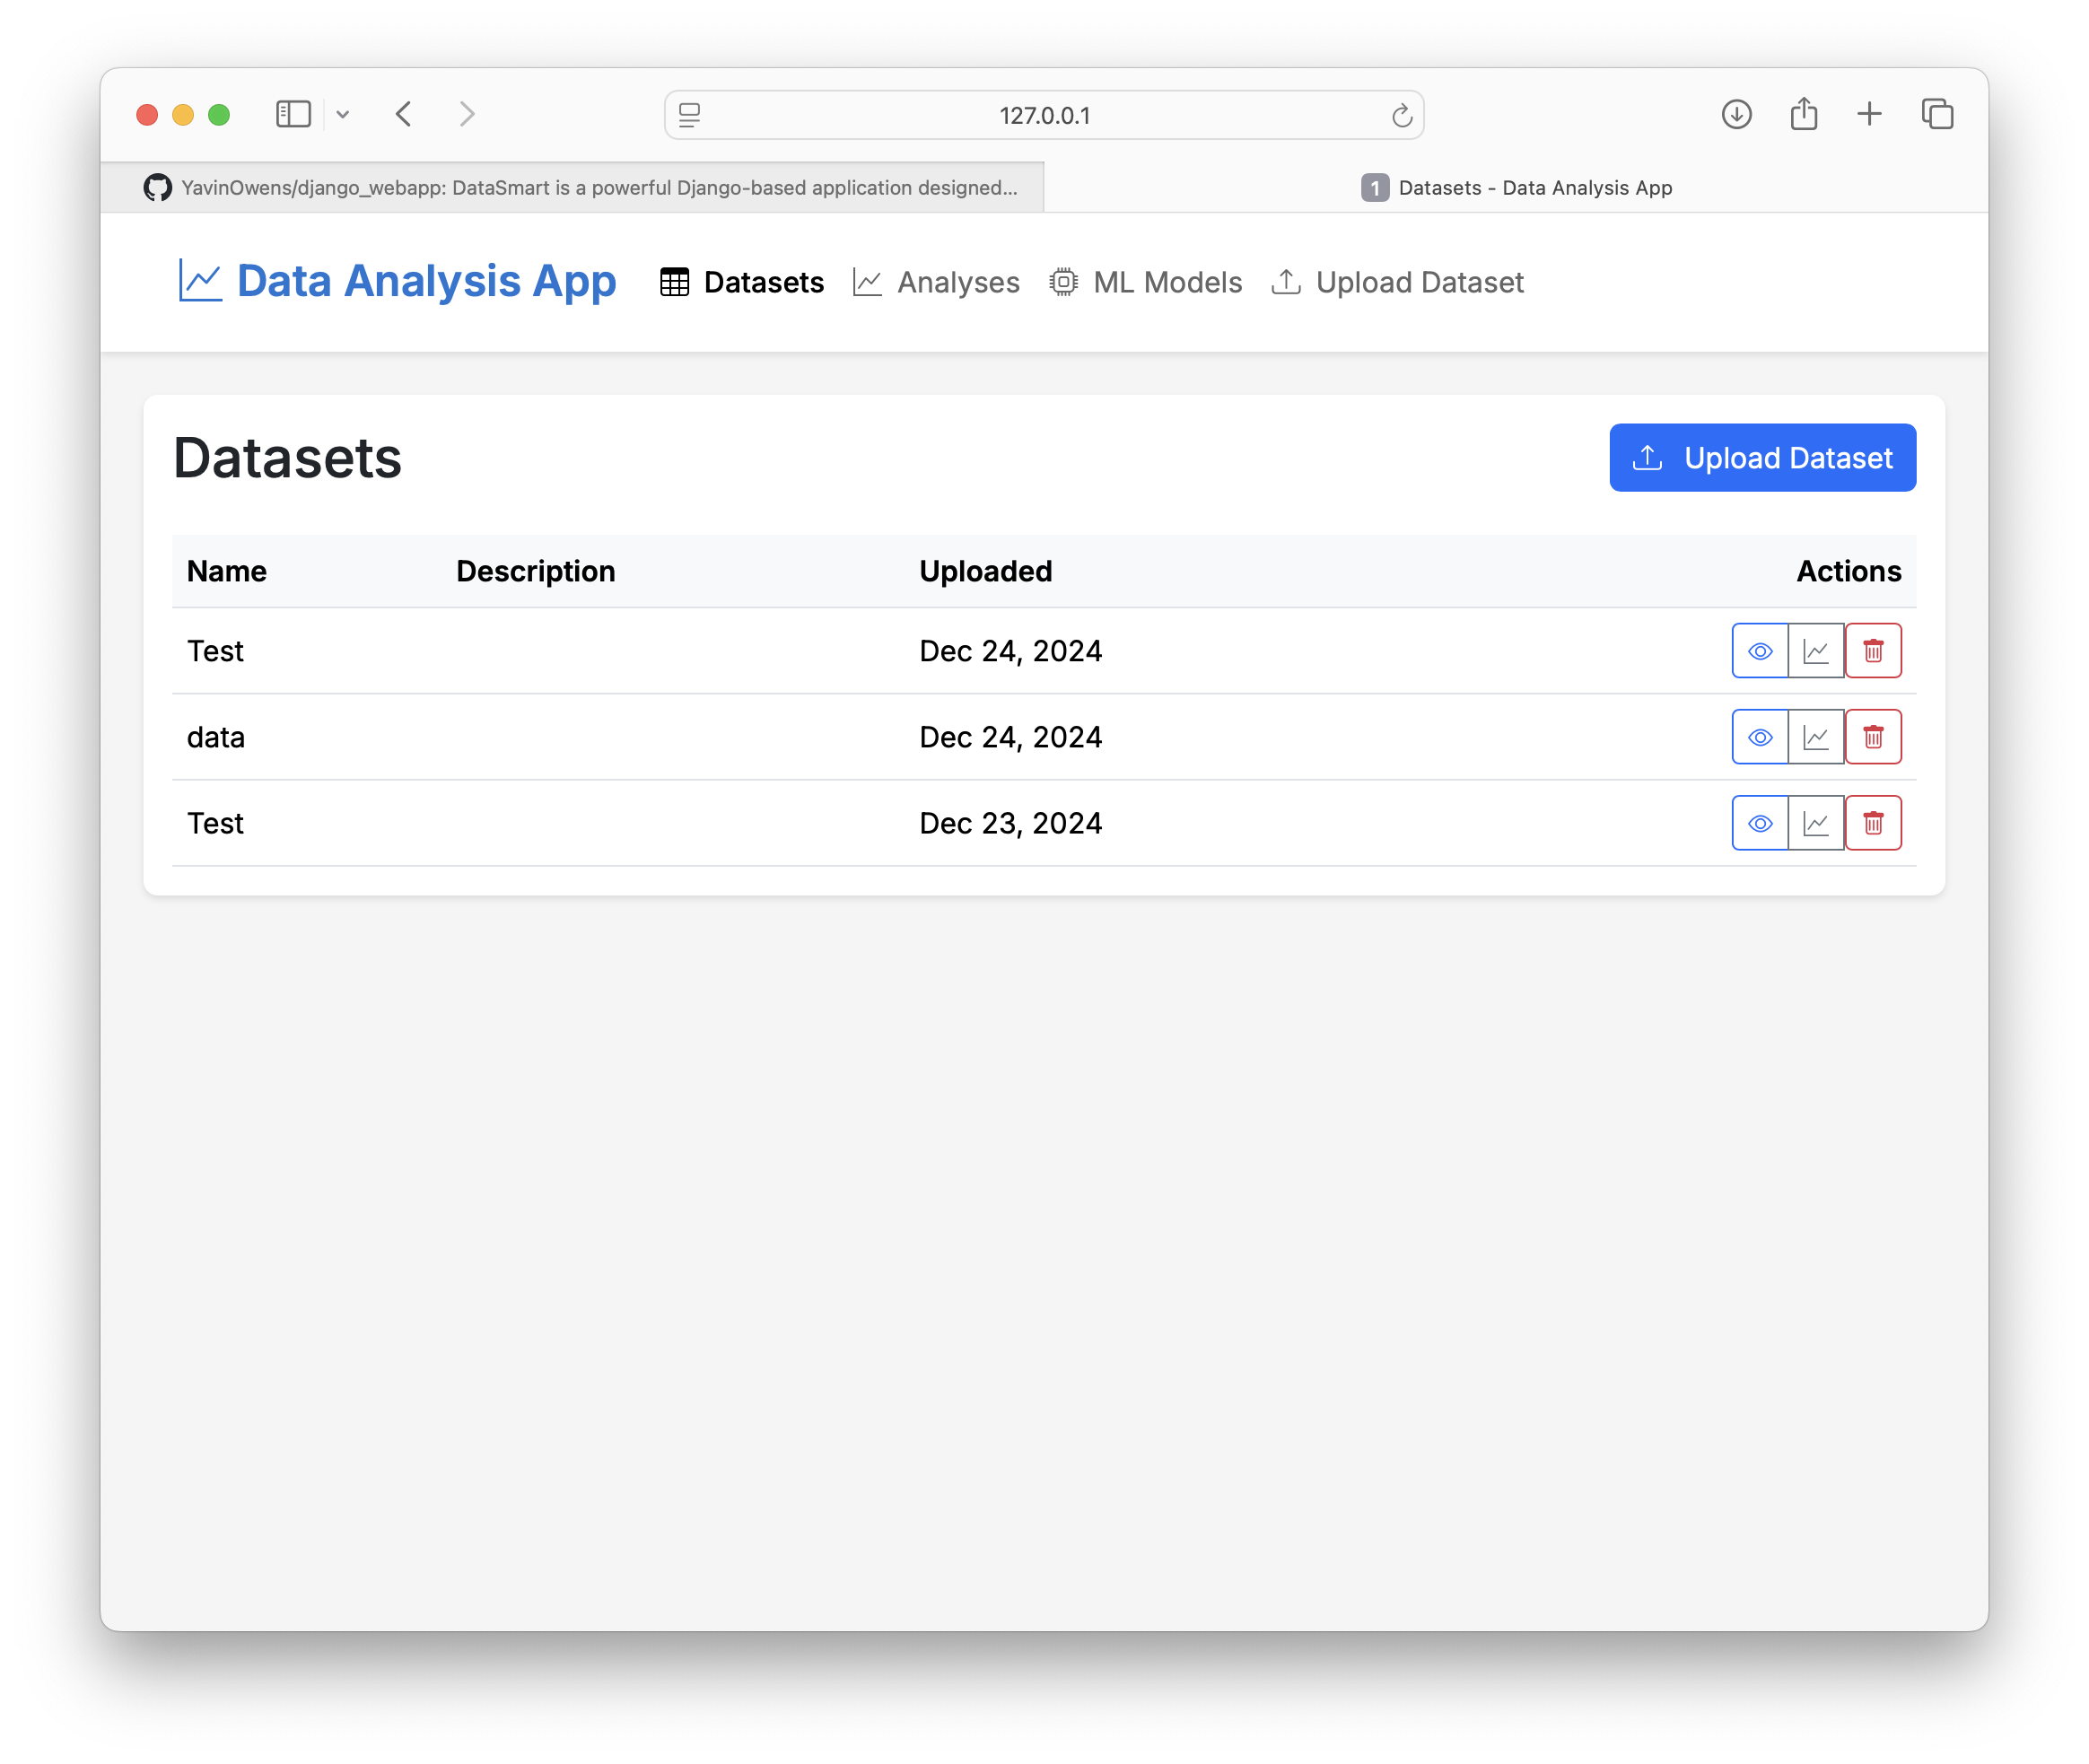 127.0.0.1
YavinOwens/django_webapp: DataSmart is a powerful Django-based application designed...
1 Datasets - Data Analysis App
Data Analysis App Datasets Analyses ML Models Upload Dataset
Datasets Upload Dataset
Name Description Uploaded Actions
Test Dec 24, 2024
data Dec 24, 2024
Test Dec 23, 2024